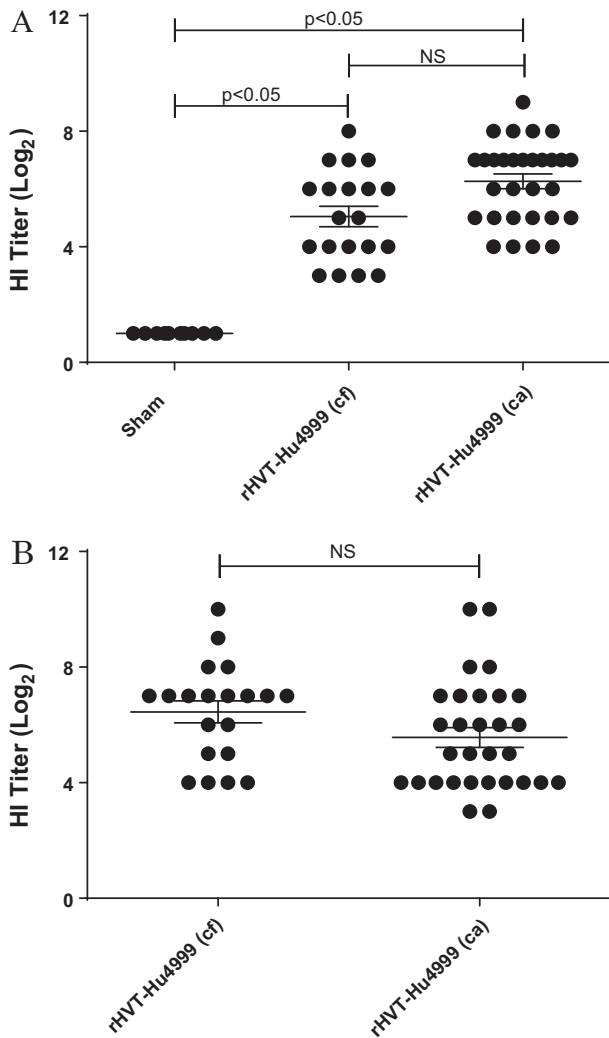 A
12
p<0.05
NS
p<0.05
8
4
0
HI Titer (Log2)
Sham
rHVT-Hu4999 (cf)
rHVT-Hu4999 (ca)
B
12
NS
8
4
0
HI Titer (Log2)
rHVT-Hu4999 (cf)
rHVT-Hu4999 (ca)